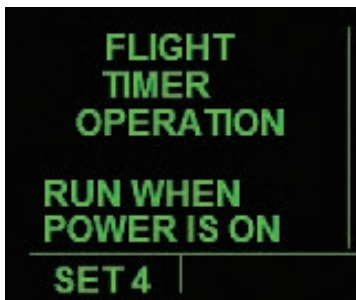 FLIGHT
TIMER
OPERATION
RUN WHEN
POWER IS ON
SET 4